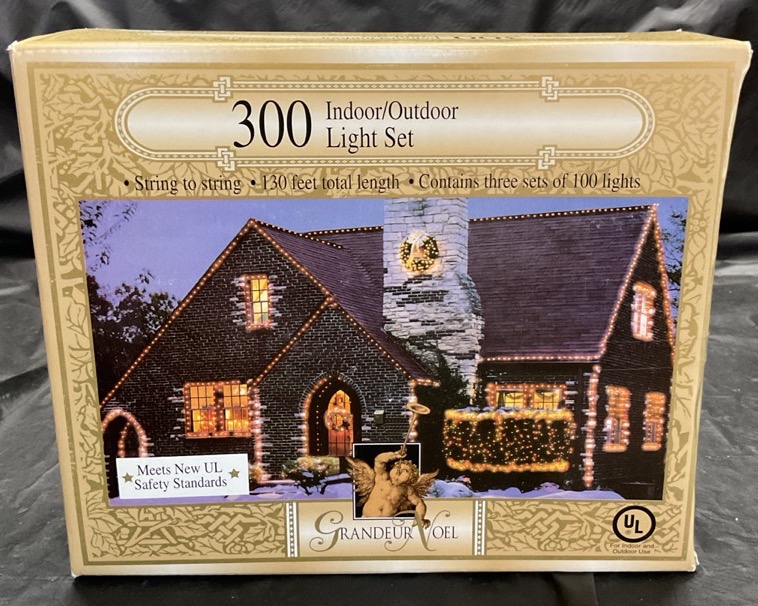 300 Indoor/Outdoor
Light Set
• String to string • 130 feet total length • Contains three sets of 100 lights
Meets New UL
Safety Standards
GRANDEUR NOEL
UL
For Indoor and
Outdoor Use